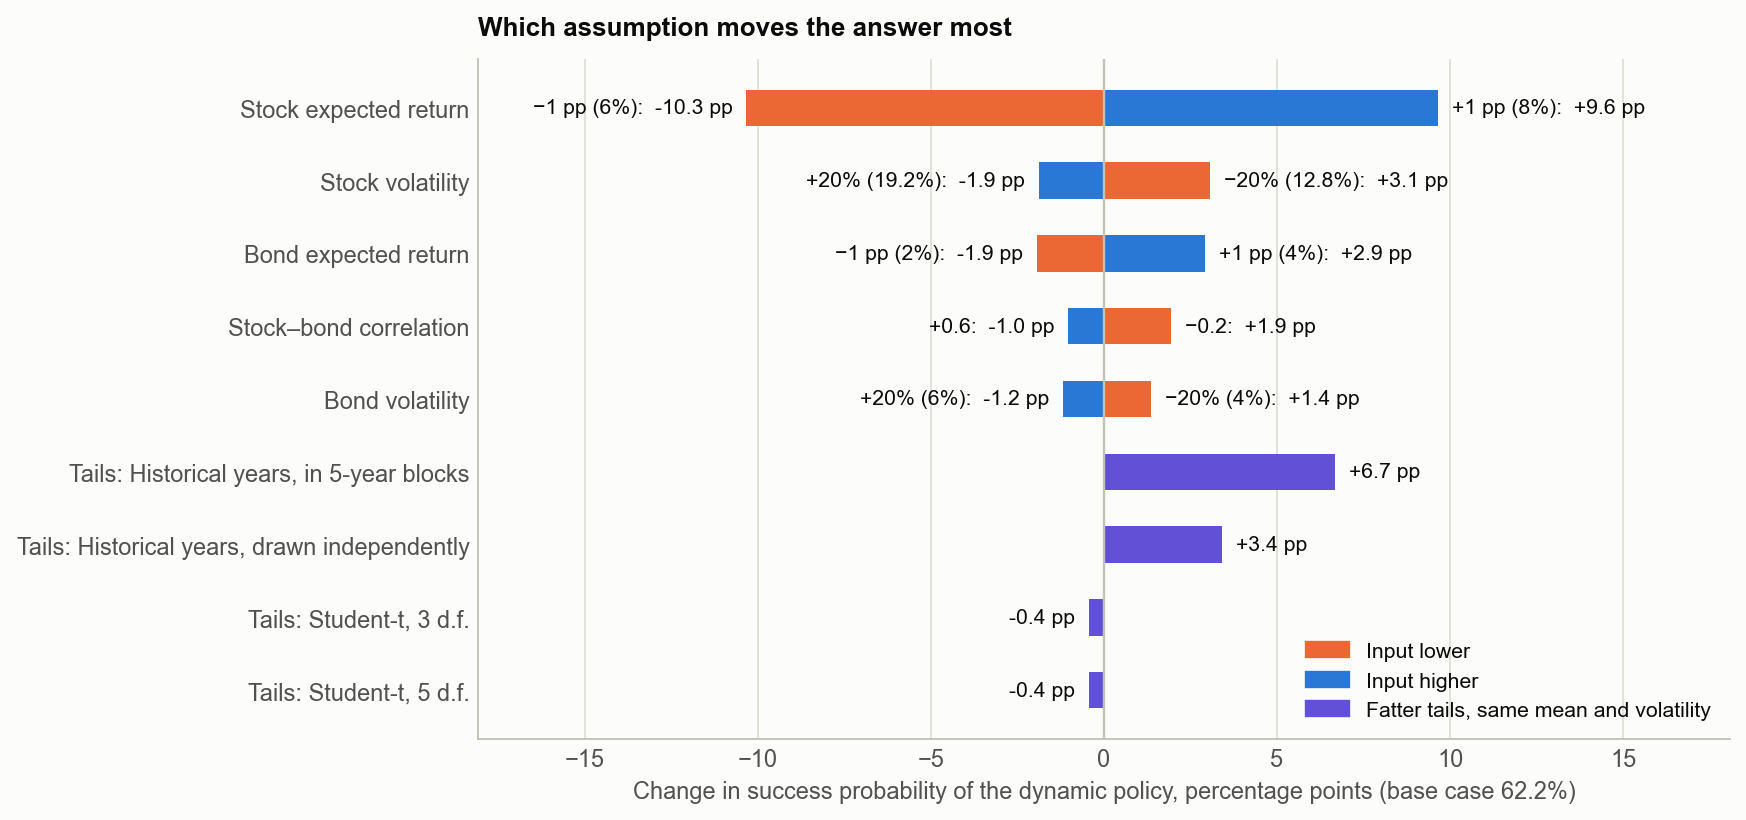 Which assumption moves the answer most
Stock expected return
−1 pp (6%):  -10.3 pp
+1 pp (8%):  +9.6 pp
Stock volatility
+20% (19.2%):  -1.9 pp
−20% (12.8%):  +3.1 pp
Bond expected return
−1 pp (2%):  -1.9 pp
+1 pp (4%):  +2.9 pp
Stock–bond correlation
+0.6:  -1.0 pp
−0.2:  +1.9 pp
Bond volatility
+20% (6%):  -1.2 pp
−20% (4%):  +1.4 pp
Tails: Historical years, in 5-year blocks
+6.7 pp
Tails: Historical years, drawn independently
+3.4 pp
Tails: Student-t, 3 d.f.
-0.4 pp
Tails: Student-t, 5 d.f.
-0.4 pp
Input lower
Input higher
Fatter tails, same mean and volatility
−15 −10 −5 0 5 10 15
Change in success probability of the dynamic policy, percentage points (base case 62.2%)